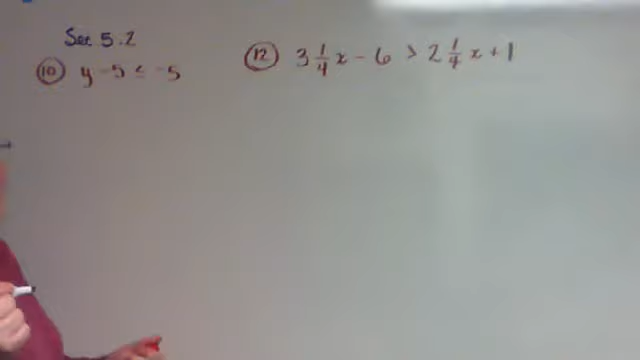 Sec 5.2
10 y - 5 ≤ -5
12 3 1/4 x - 6 > 2 1/4 x + 1